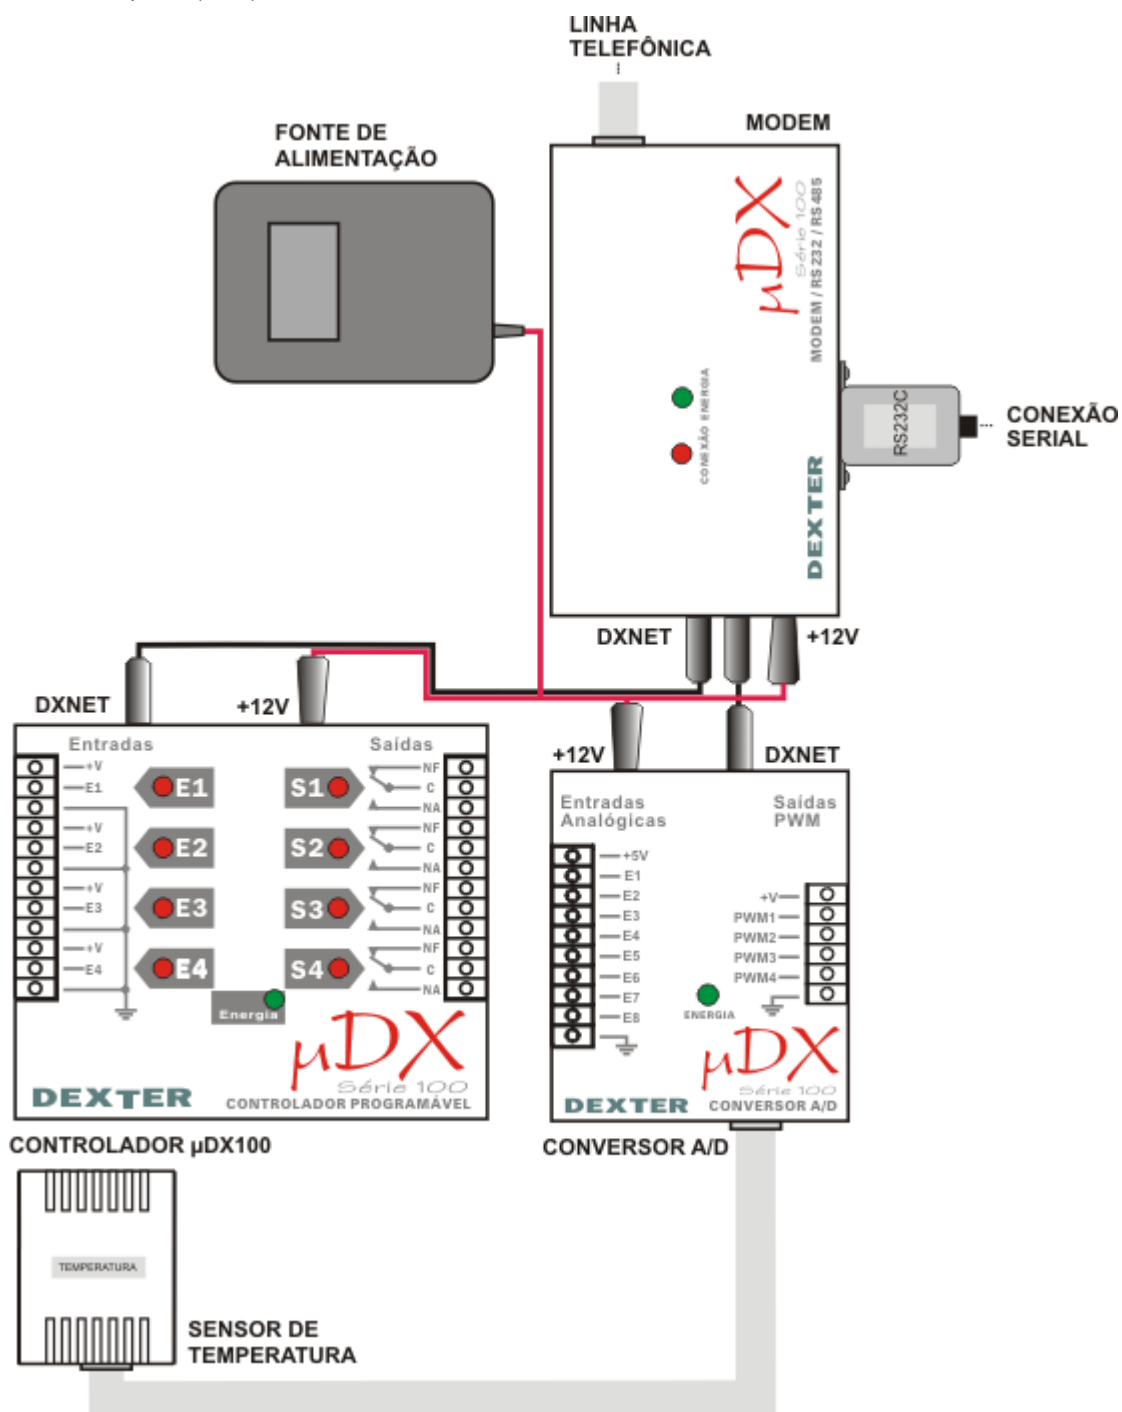 LINHA
TELEFÔNICA
MODEM
FONTE DE
ALIMENTAÇÃO
µDX
Série 100
MODEM / RS 232 / RS 485
CONEXÃO ENERGIA
RS232C
CONEXÃO
SERIAL
DEXTER
DXNET
+12V
DXNET
+12V
+12V
DXNET
Entradas
Saídas
+V
E1
E1
S1
NF
C
NA
+V
E2
E2
S2
NF
C
NA
+V
E3
E3
S3
NF
C
NA
+V
E4
E4
S4
NF
C
NA
Energia
µDX
Série 100
DEXTER
CONTROLADOR PROGRAMÁVEL
CONTROLADOR µDX100
Entradas
Analógicas
Saídas
PWM
+5V
E1
E2
E3
E4
E5
E6
E7
E8
+V
PWM1
PWM2
PWM3
PWM4
ENERGIA
µDX
Série 100
DEXTER
CONVERSOR A/D
CONVERSOR A/D
TEMPERATURA
SENSOR DE
TEMPERATURA